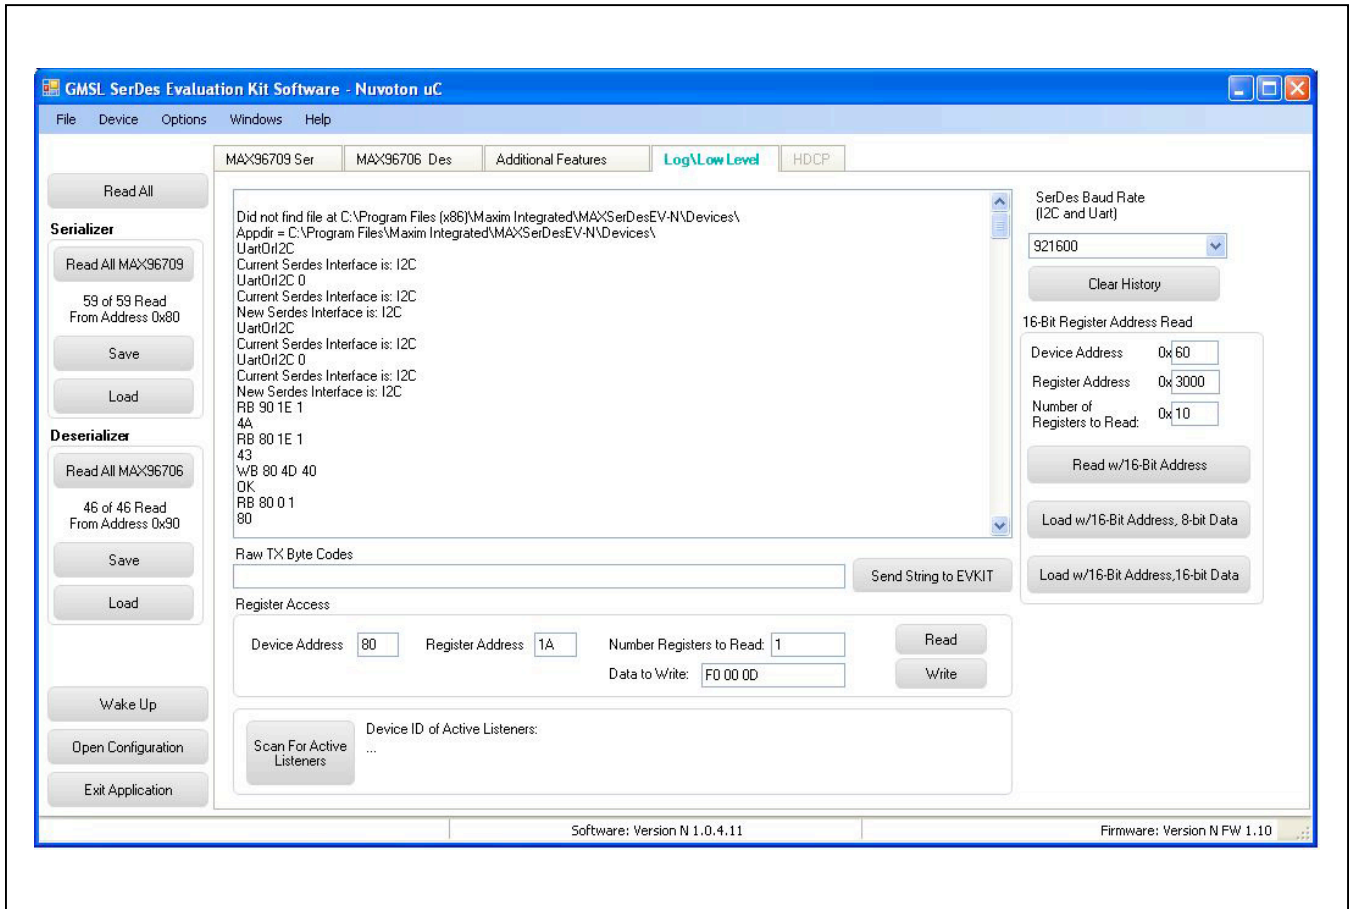 GMSL SerDes Evaluation Kit Software - Nuvoton uC
File Device Options Windows Help
MAX96709 Ser MAX96706 Des Additional Features Log\Low Level HDCP
Read All
Serializer
Read All MAX96709
59 of 59 Read
From Address 0x80
Save
Load
Deserializer
Read All MAX96706
46 of 46 Read
From Address 0x90
Save
Load
Wake Up
Open Configuration
Exit Application
Did not find file at C:\Program Files (x86)\Maxim Integrated\MAXSerDesEV-N\Devices\
Appdir = C:\Program Files\Maxim Integrated\MAXSerDesEV-N\Devices\
UartOrI2C
Current Serdes Interface is: I2C
UartOrI2C 0
Current Serdes Interface is: I2C
New Serdes Interface is: I2C
UartOrI2C
Current Serdes Interface is: I2C
UartOrI2C 0
Current Serdes Interface is: I2C
New Serdes Interface is: I2C
RB 90 1E 1
4A
RB 80 1E 1
43
WB 80 4D 40
OK
RB 80 0 1
80
Raw TX Byte Codes
Send String to EVKIT
Register Access
Device Address 80 Register Address 1A Number Registers to Read: 1 Read
Data to Write: F0 00 0D Write
Scan For Active
Listeners
Device ID of Active Listeners:
...
SerDes Baud Rate
(I2C and Uart)
921600
Clear History
16-Bit Register Address Read
Device Address 0x 60
Register Address 0x 3000
Number of
Registers to Read: 0x 10
Read w/16-Bit Address
Load w/16-Bit Address, 8-bit Data
Load w/16-Bit Address,16-bit Data
Software: Version N 1.0.4.11 Firmware: Version N FW 1.10